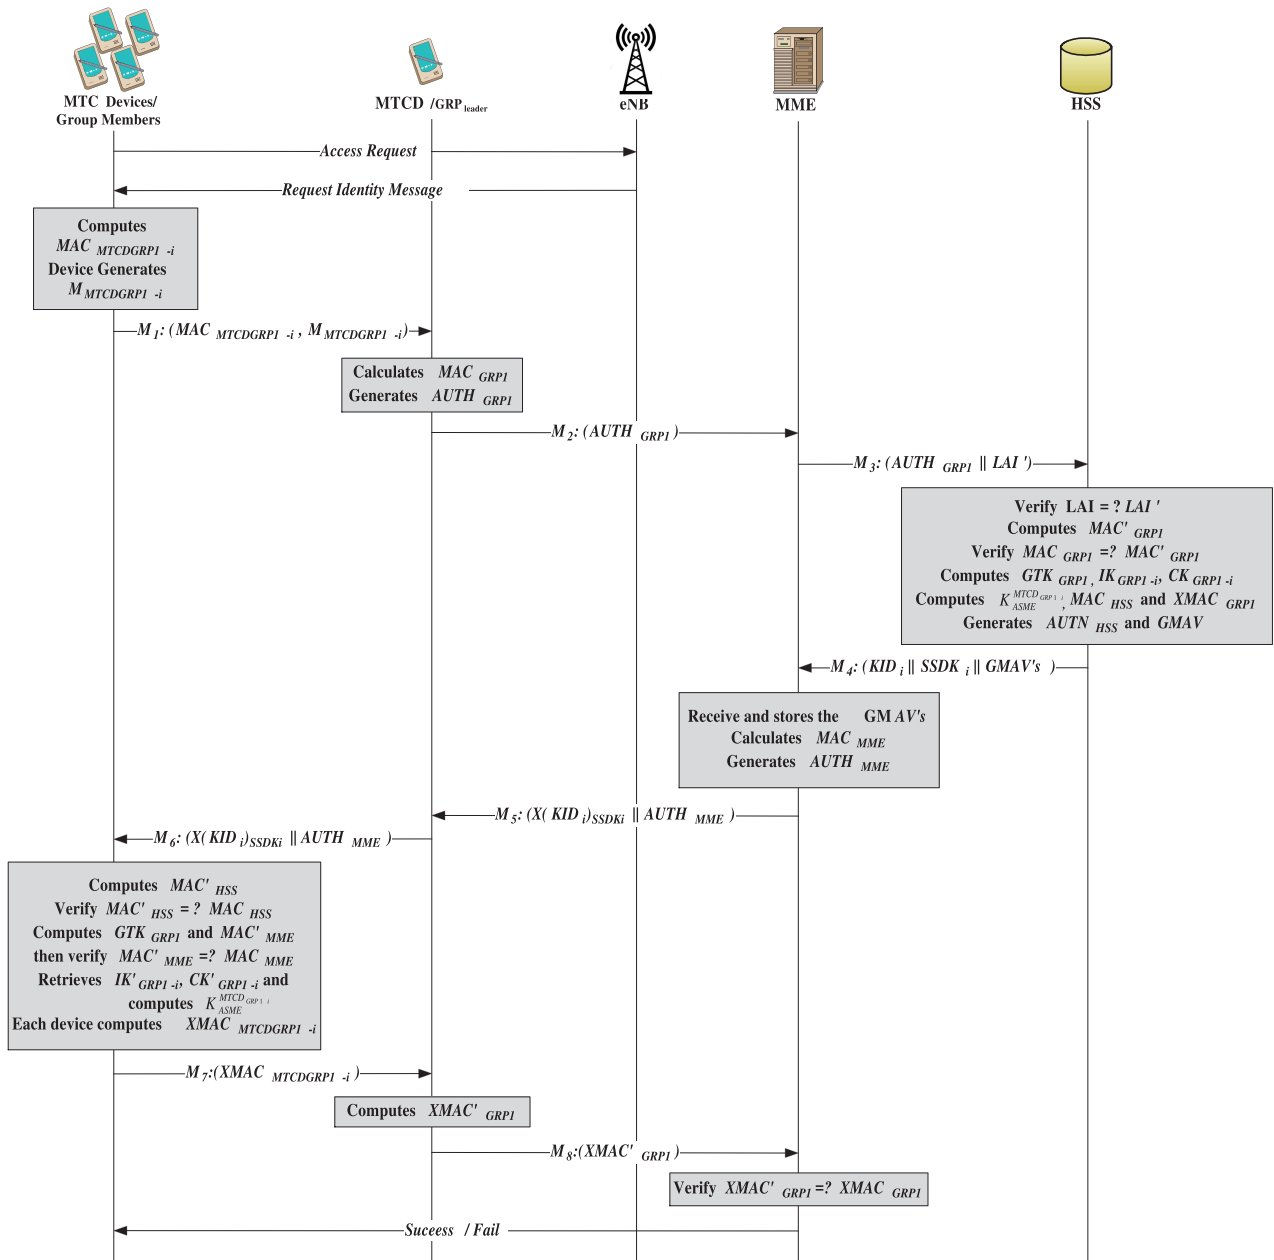 MTC Devices/
Group Members
MTCD /GRP leader
eNB
MME
HSS
Access Request
Request Identity Message
Computes
MAC MTCDGRP1 -i
Device Generates
M MTCDGRP1 -i
M1: (MAC MTCDGRP1 -i , M MTCDGRP1 -i)
Calculates MAC GRP1
Generates AUTH GRP1
M2: (AUTH GRP1 )
M3: (AUTH GRP1 || LAI ')
Verify LAI = ? LAI '
Computes MAC' GRP1
Verify MAC GRP1 =? MAC' GRP1
Computes GTK GRP1 , IK GRP1 -i, CK GRP1 -i
Computes K ASME MTCD GRP1 i , MAC HSS and XMAC GRP1
Generates AUTN HSS and GMAV
M4: (KID i || SSDK i || GMAV's )
Receive and stores the GM AV's
Calculates MAC MME
Generates AUTH MME
M5: (X( KID i)SSDKi || AUTH MME )
M6: (X( KID i)SSDKi || AUTH MME )
Computes MAC' HSS
Verify MAC' HSS = ? MAC HSS
Computes GTK GRP1 and MAC' MME
then verify MAC' MME =? MAC MME
Retrieves IK' GRP1 -i, CK' GRP1 -i and
computes K ASME MTCD GRP1 i
Each device computes XMAC MTCDGRP1 -i
M7:(XMAC MTCDGRP1 -i )
Computes XMAC' GRP1
M8:(XMAC' GRP1 )
Verify XMAC' GRP1 =? XMAC GRP1
Suceess / Fail